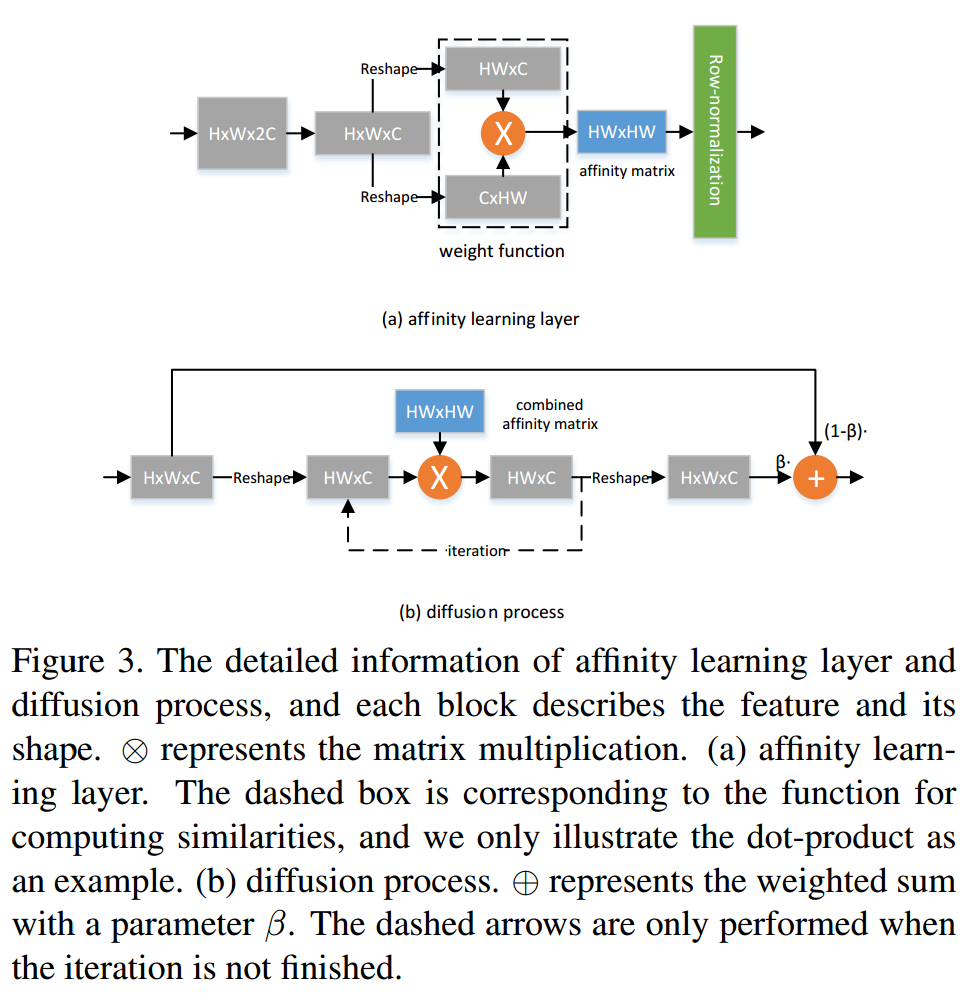 Reshape
HWxC
HxWx2C
HxWxC
X
HWxHW
affinity matrix
Row-normalization
Reshape
CxHW
weight function
(a) affinity learning layer
HWxHW
combined
affinity matrix
(1-β)·
β·
HxWxC
Reshape
HWxC
X
HWxC
Reshape
HxWxC
+
iteration
(b) diffusion process
Figure 3. The detailed information of affinity learning layer and
diffusion process, and each block describes the feature and its
shape. ⊗ represents the matrix multiplication. (a) affinity learn-
ing layer. The dashed box is corresponding to the function for
computing similarities, and we only illustrate the dot-product as
an example. (b) diffusion process. ⊕ represents the weighted sum
with a parameter β. The dashed arrows are only performed when
the iteration is not finished.